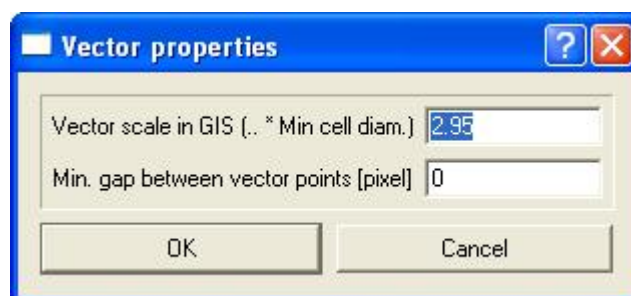 Vector properties
Vector scale in GIS (.. * Min cell diam.) 2.95
Min. gap between vector points [pixel] 0
OK Cancel